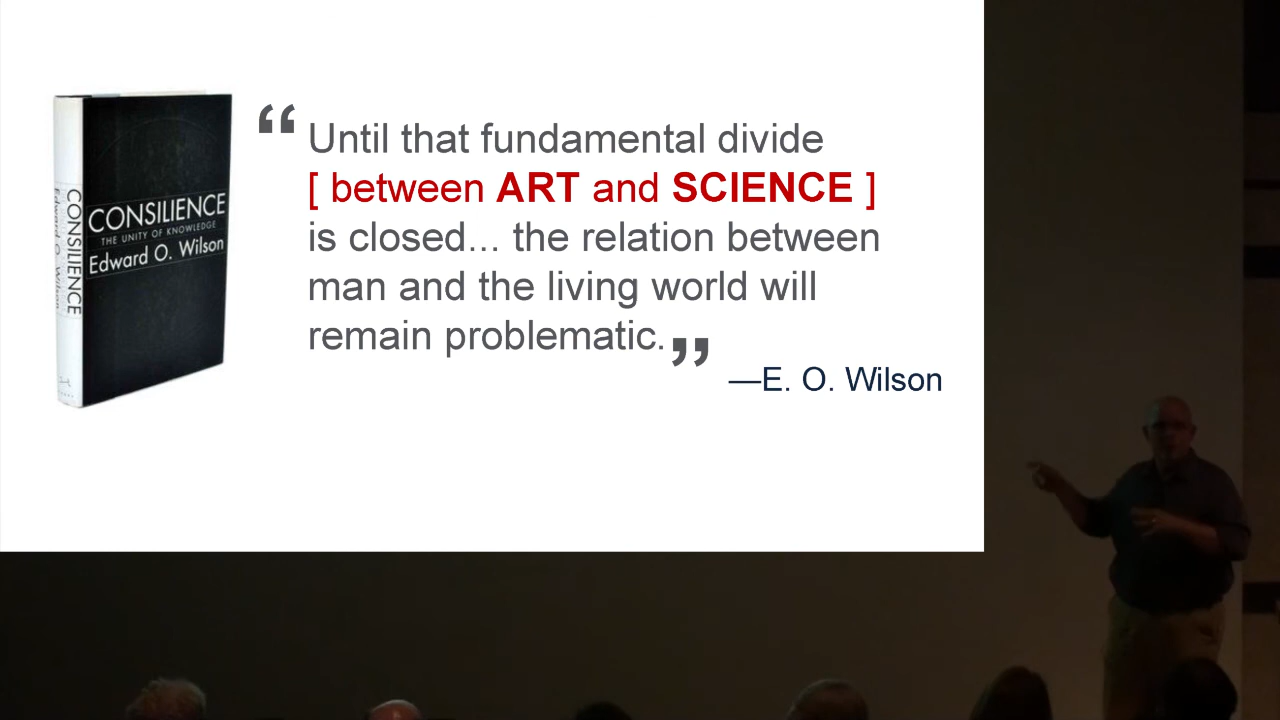 CONSILIENCE
Edward O. Wilson
CONSILIENCE
THE UNITY OF KNOWLEDGE
Edward O. Wilson
“ Until that fundamental divide
[ between ART and SCIENCE ]
is closed... the relation between
man and the living world will
remain problematic. ”
—E. O. Wilson